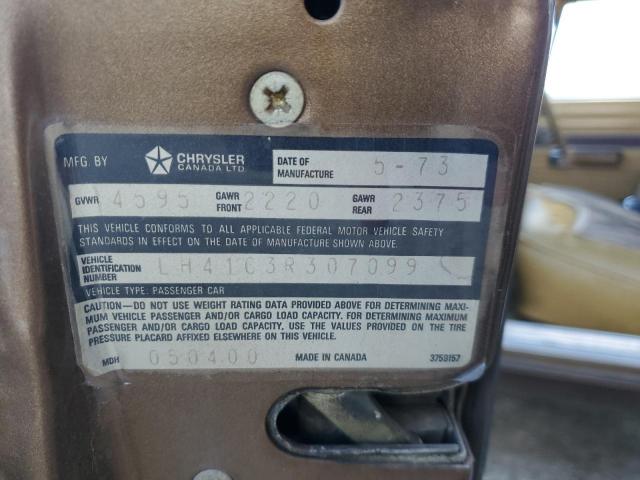 MFG. BY CHRYSLER CANADA LTD DATE OF MANUFACTURE 5-73
GVWR 4595 GAWR FRONT 2220 GAWR REAR 2375
THIS VEHICLE CONFORMS TO ALL APPLICABLE FEDERAL MOTOR VEHICLE SAFETY
STANDARDS IN EFFECT ON THE DATE OF MANUFACTURE SHOWN ABOVE.
VEHICLE IDENTIFICATION NUMBER LH41C3R307099
VEHICLE TYPE: PASSENGER CAR
CAUTION—DO NOT USE WEIGHT RATING DATA PROVIDED ABOVE FOR DETERMINING MAXI-
MUM VEHICLE PASSENGER AND/OR CARGO LOAD CAPACITY. FOR DETERMINING MAXIMUM
PASSENGER AND/OR CARGO LOAD CAPACITY, USE THE VALUES PROVIDED ON THE TIRE
PRESSURE PLACARD AFFIXED ELSEWHERE ON THIS VEHICLE.
MDH 050400 MADE IN CANADA 3759157